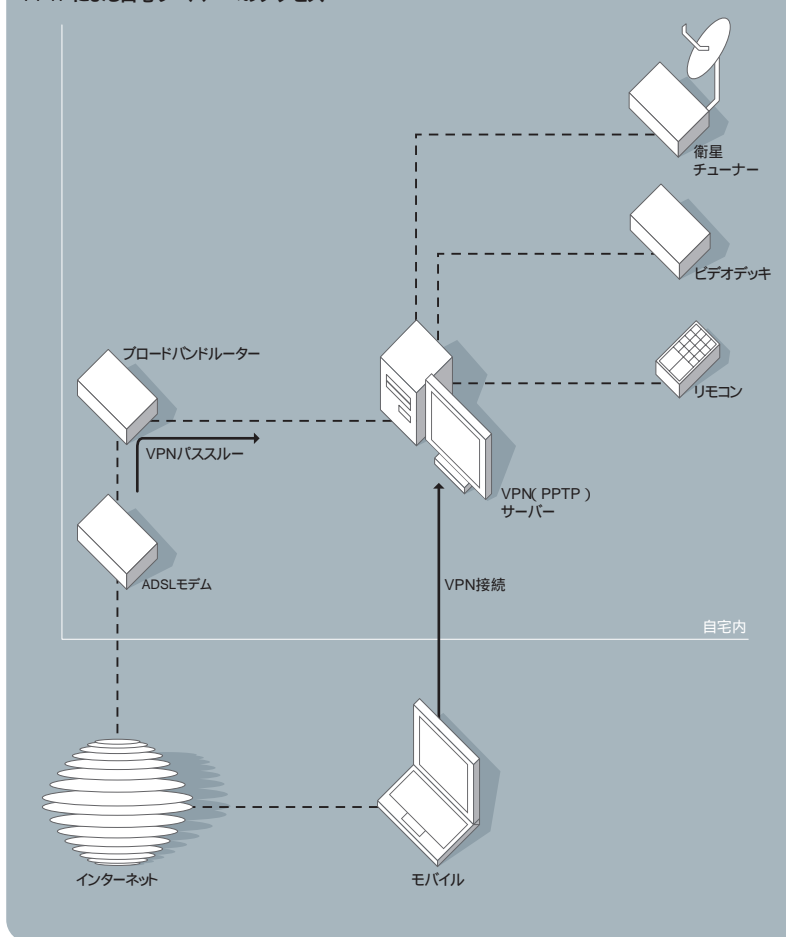 衛星
チューナー
ビデオデッキ
リモコン
ブロードバンドルーター
VPNパススルー
VPN( PPTP )
サーバー
ADSLモデム
VPN接続
自宅内
インターネット
モバイル